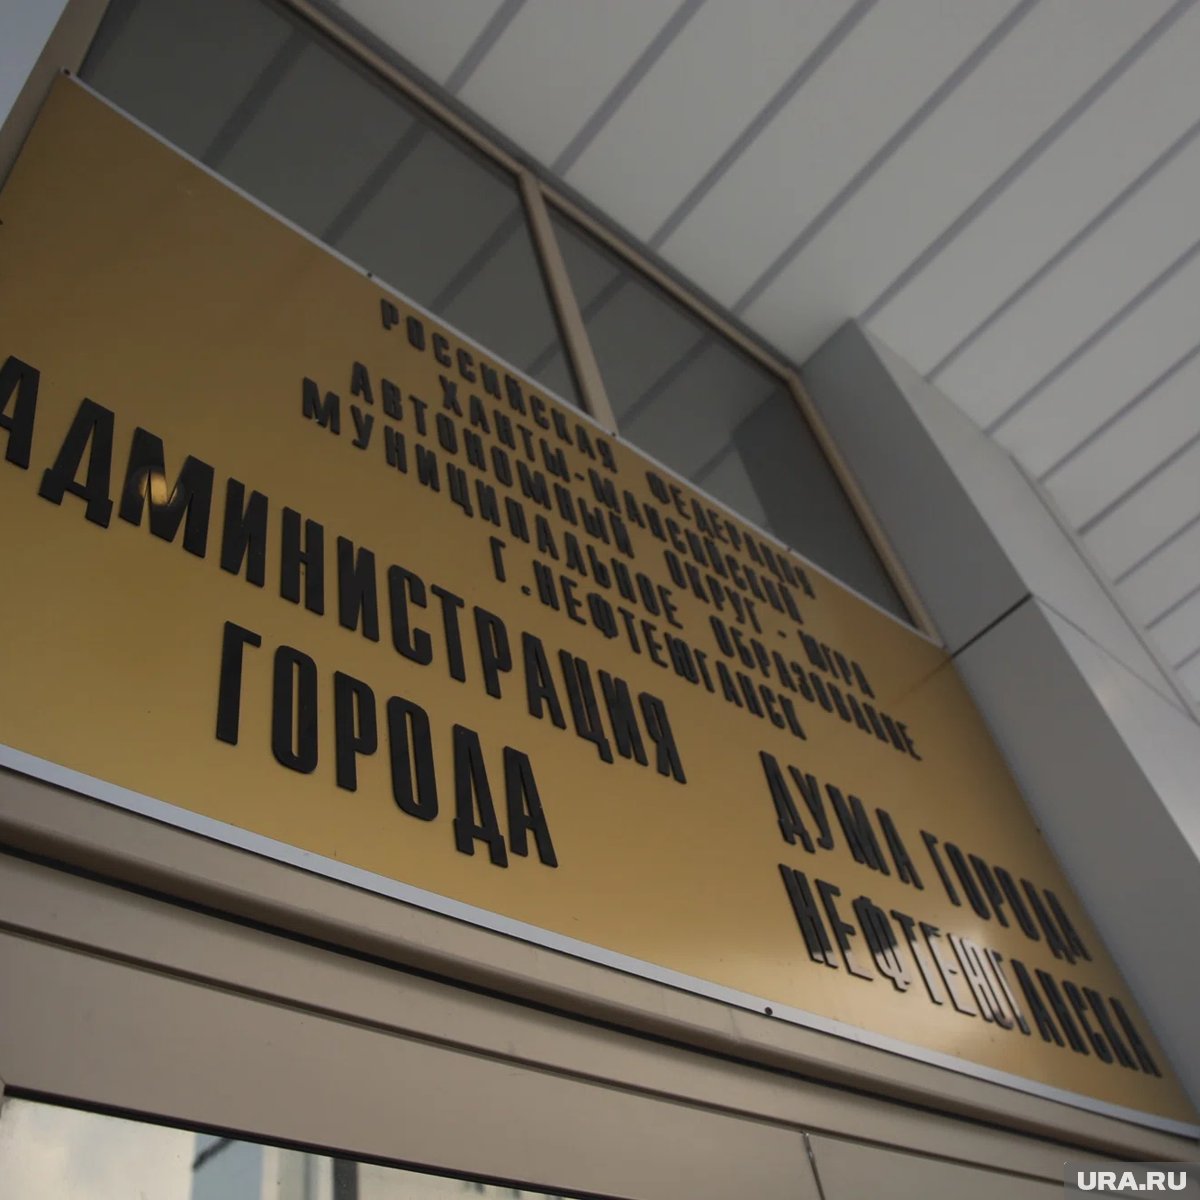 РОССИЙСКАЯ ФЕДЕРАЦИЯ
ХАНТЫ-МАНСИЙСКИЙ
АВТОНОМНЫЙ ОКРУГ - ЮГРА
МУНИЦИПАЛЬНОЕ ОБРАЗОВАНИЕ
Г.НЕФТЕЮГАНСК
АДМИНИСТРАЦИЯ
ГОРОДА
ДУМА ГОРОДА
НЕФТЕЮГАНСКА
URA.RU